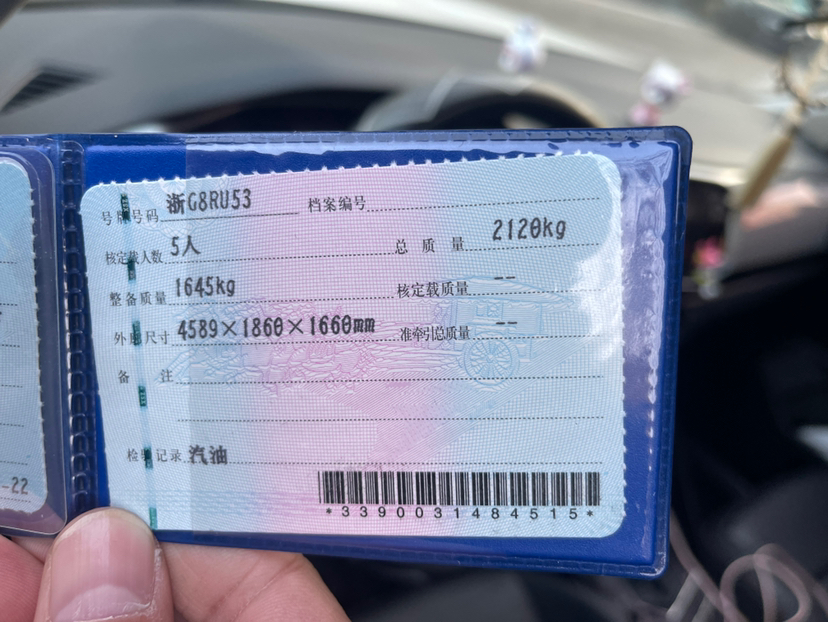 号牌号码 浙G8RU53 档案编号
核定载人数 5人 总质量 2120kg
整备质量 1645kg 核定载质量 --
外廓尺寸 4589×1860×1660mm 准牵引总质量 --
备注
检验记录 汽油
*3390031484515*
-22